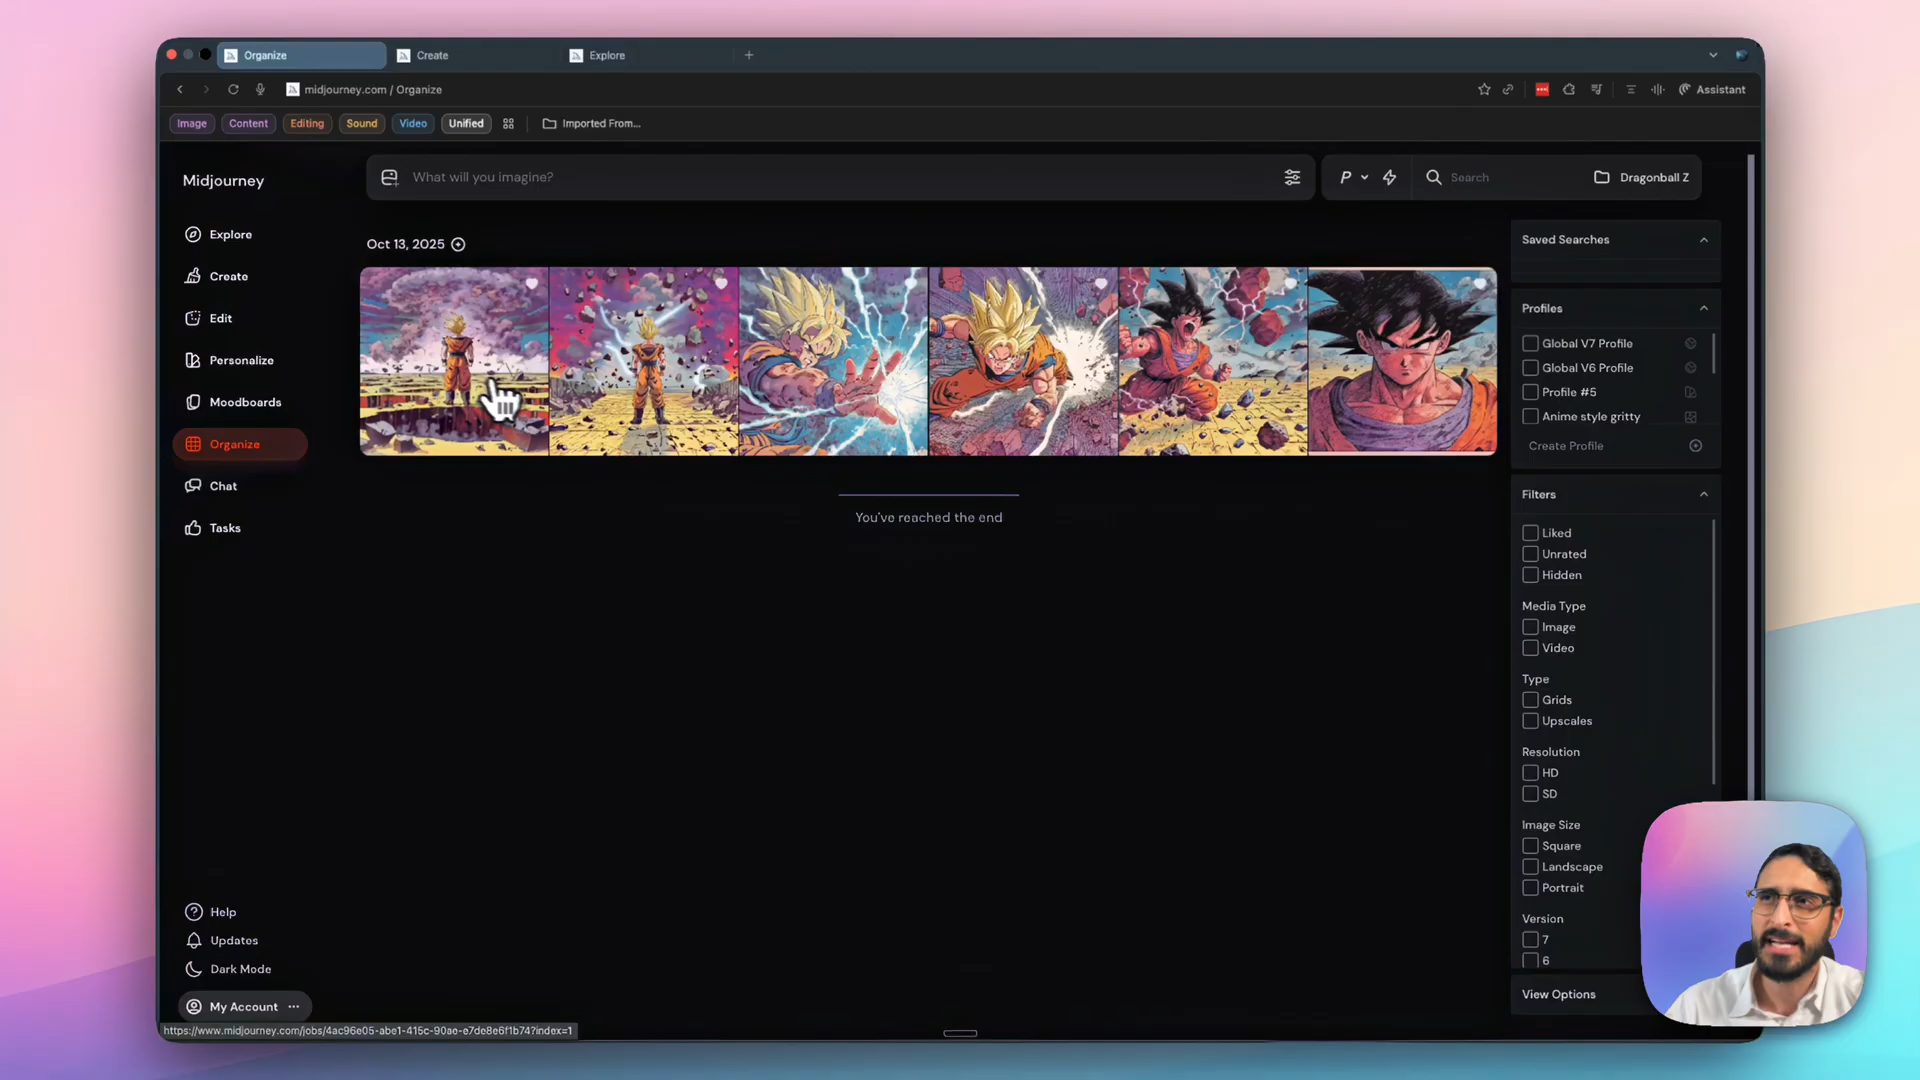 Organize
Create
Explore
midjourney.com / Organize
Assistant
Image
Content
Editing
Sound
Video
Unified
Imported From...
Midjourney
What will you imagine?
P
Search
Dragonball Z
Explore
Create
Edit
Personalize
Moodboards
Organize
Chat
Tasks
Oct 13, 2025
You've reached the end
Saved Searches
Profiles
Global V7 Profile
Global V6 Profile
Profile #5
Anime style gritty
Create Profile
Filters
Liked
Unrated
Hidden
Media Type
Image
Video
Type
Grids
Upscales
Resolution
HD
SD
Image Size
Square
Landscape
Portrait
Version
7
6
View Options
Help
Updates
Dark Mode
My Account ...
https://www.midjourney.com/jobs/4ac96e05-abe1-415c-90ae-e7de8e6f1b74?index=1